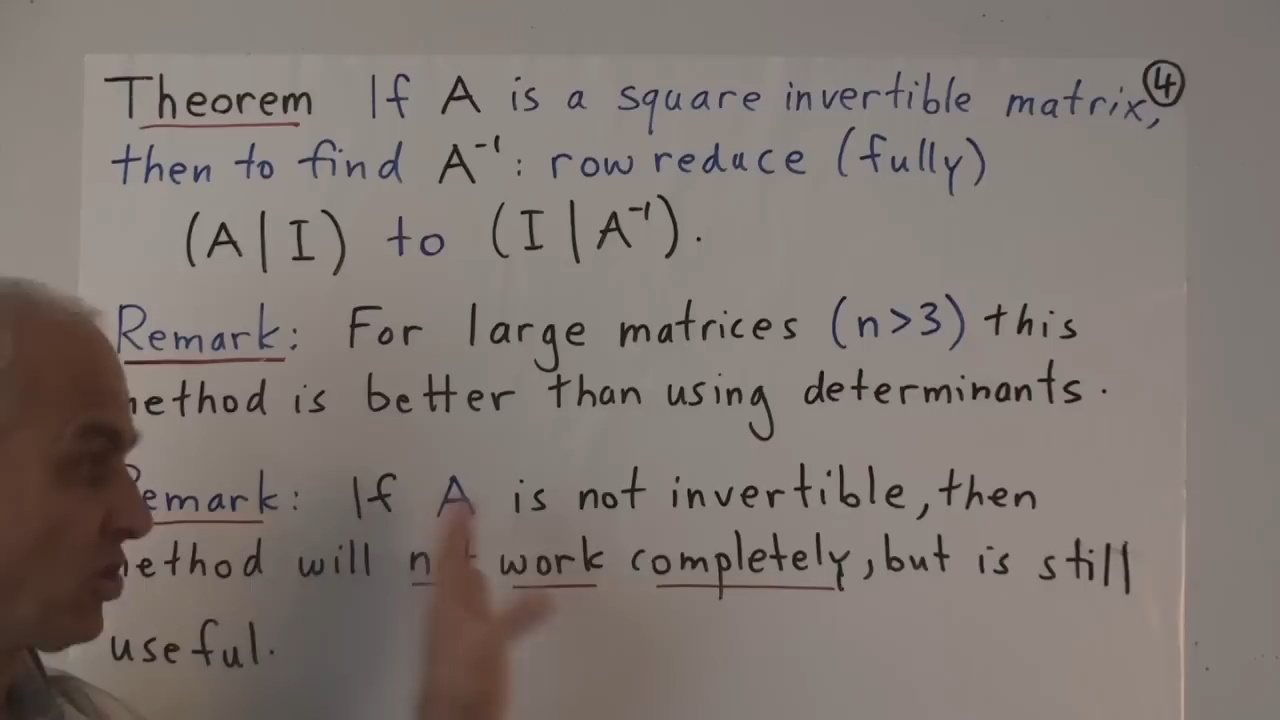 Theorem If A is a square invertible matrix, ④
then to find A⁻¹: row reduce (fully)
(A|I) to (I|A⁻¹).
Remark: For large matrices (n>3) this
ethod is better than using determinants.
emark: If A is not invertible, then
ethod will work completely, but is still
useful.